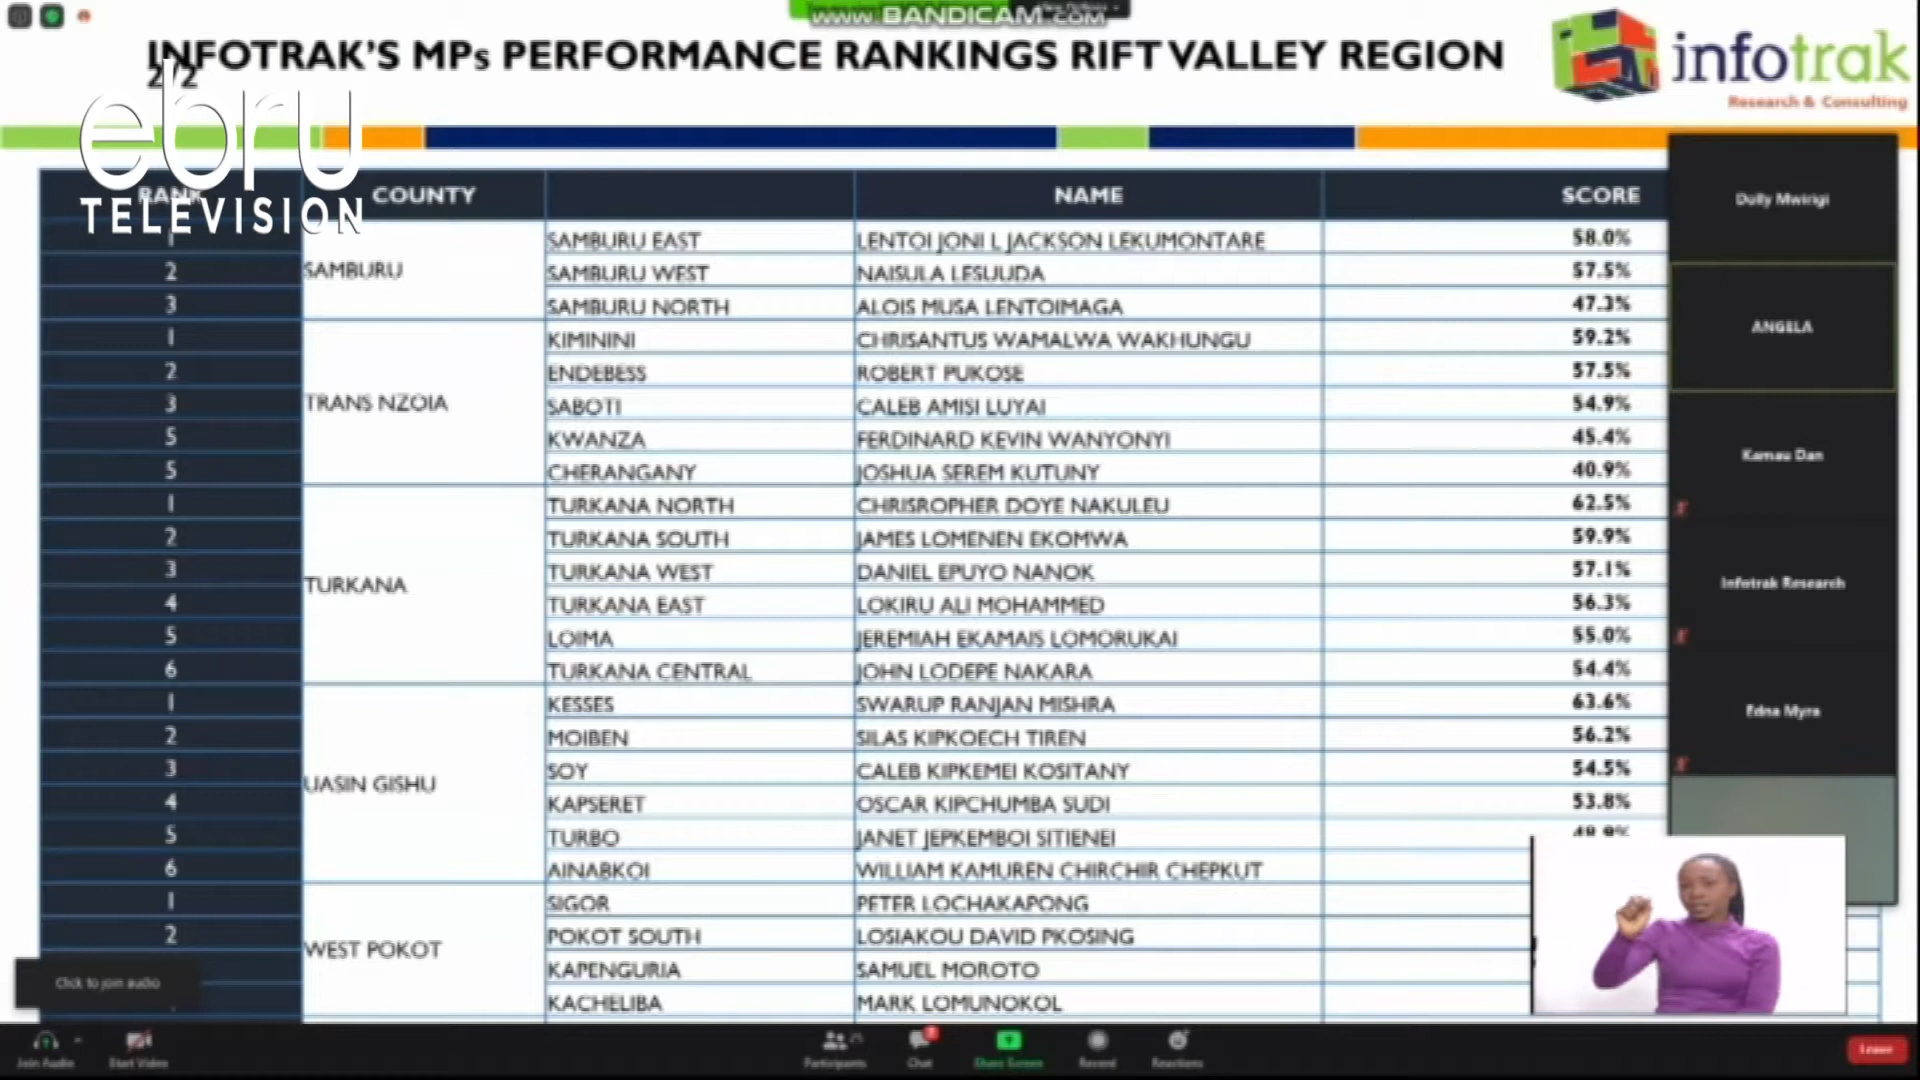 www.BANDICAM.com
INFOTRAK'S MPs PERFORMANCE RANKINGS RIFT VALLEY REGION
2/2
infotrak
Research & Consulting
ebru
TELEVISION
RANK COUNTY NAME SCORE
1 SAMBURU EAST LENTOI JONI L JACKSON LEKUMONTARE 58.0%
2 SAMBURU SAMBURU WEST NAISULA LESUUDA 57.5%
3 SAMBURU NORTH ALOIS MUSA LENTOIMAGA 47.3%
1 KIMININI CHRISANTUS WAMALWA WAKHUNGU 59.2%
2 ENDEBESS ROBERT PUKOSE 57.5%
3 TRANS NZOIA SABOTI CALEB AMISI LUYAI 54.9%
5 KWANZA FERDINARD KEVIN WANYONYI 45.4%
5 CHERANGANY JOSHUA SEREM KUTUNY 40.9%
1 TURKANA NORTH CHRISROPHER DOYE NAKULEU 62.5%
2 TURKANA SOUTH JAMES LOMENEN EKOMWA 59.9%
3 TURKANA WEST DANIEL EPUYO NANOK 57.1%
TURKANA
4 TURKANA EAST LOKIRU ALI MOHAMMED 56.3%
5 LOIMA JEREMIAH EKAMAIS LOMORUKAI 55.0%
6 TURKANA CENTRAL JOHN LODEPE NAKARA 54.4%
1 KESSES SWARUP RANJAN MISHRA 63.6%
2 MOIBEN SILAS KIPKOECH TIREN 56.2%
3 SOY CALEB KIPKEMEI KOSITANY 54.5%
UASIN GISHU
4 KAPSERET OSCAR KIPCHUMBA SUDI 53.8%
5 TURBO JANET JEPKEMBOI SITIENEI
6 AINABKOI WILLIAM KAMUREN CHIRCHIR CHEPKUT
1 SIGOR PETER LOCHAKAPONG
2 POKOT SOUTH LOSIAKOU DAVID PKOSING
WEST POKOT
KAPENGURIA SAMUEL MOROTO
KACHELIBA MARK LOMUNOKOL
Dolly Mwirigi
ANGELA
Kamau Dan
Infotrak Research
Edna Myra
Click to join audio
Join Audio
Start Video
Participants
Chat
Share Screen
Record
Reactions
Leave